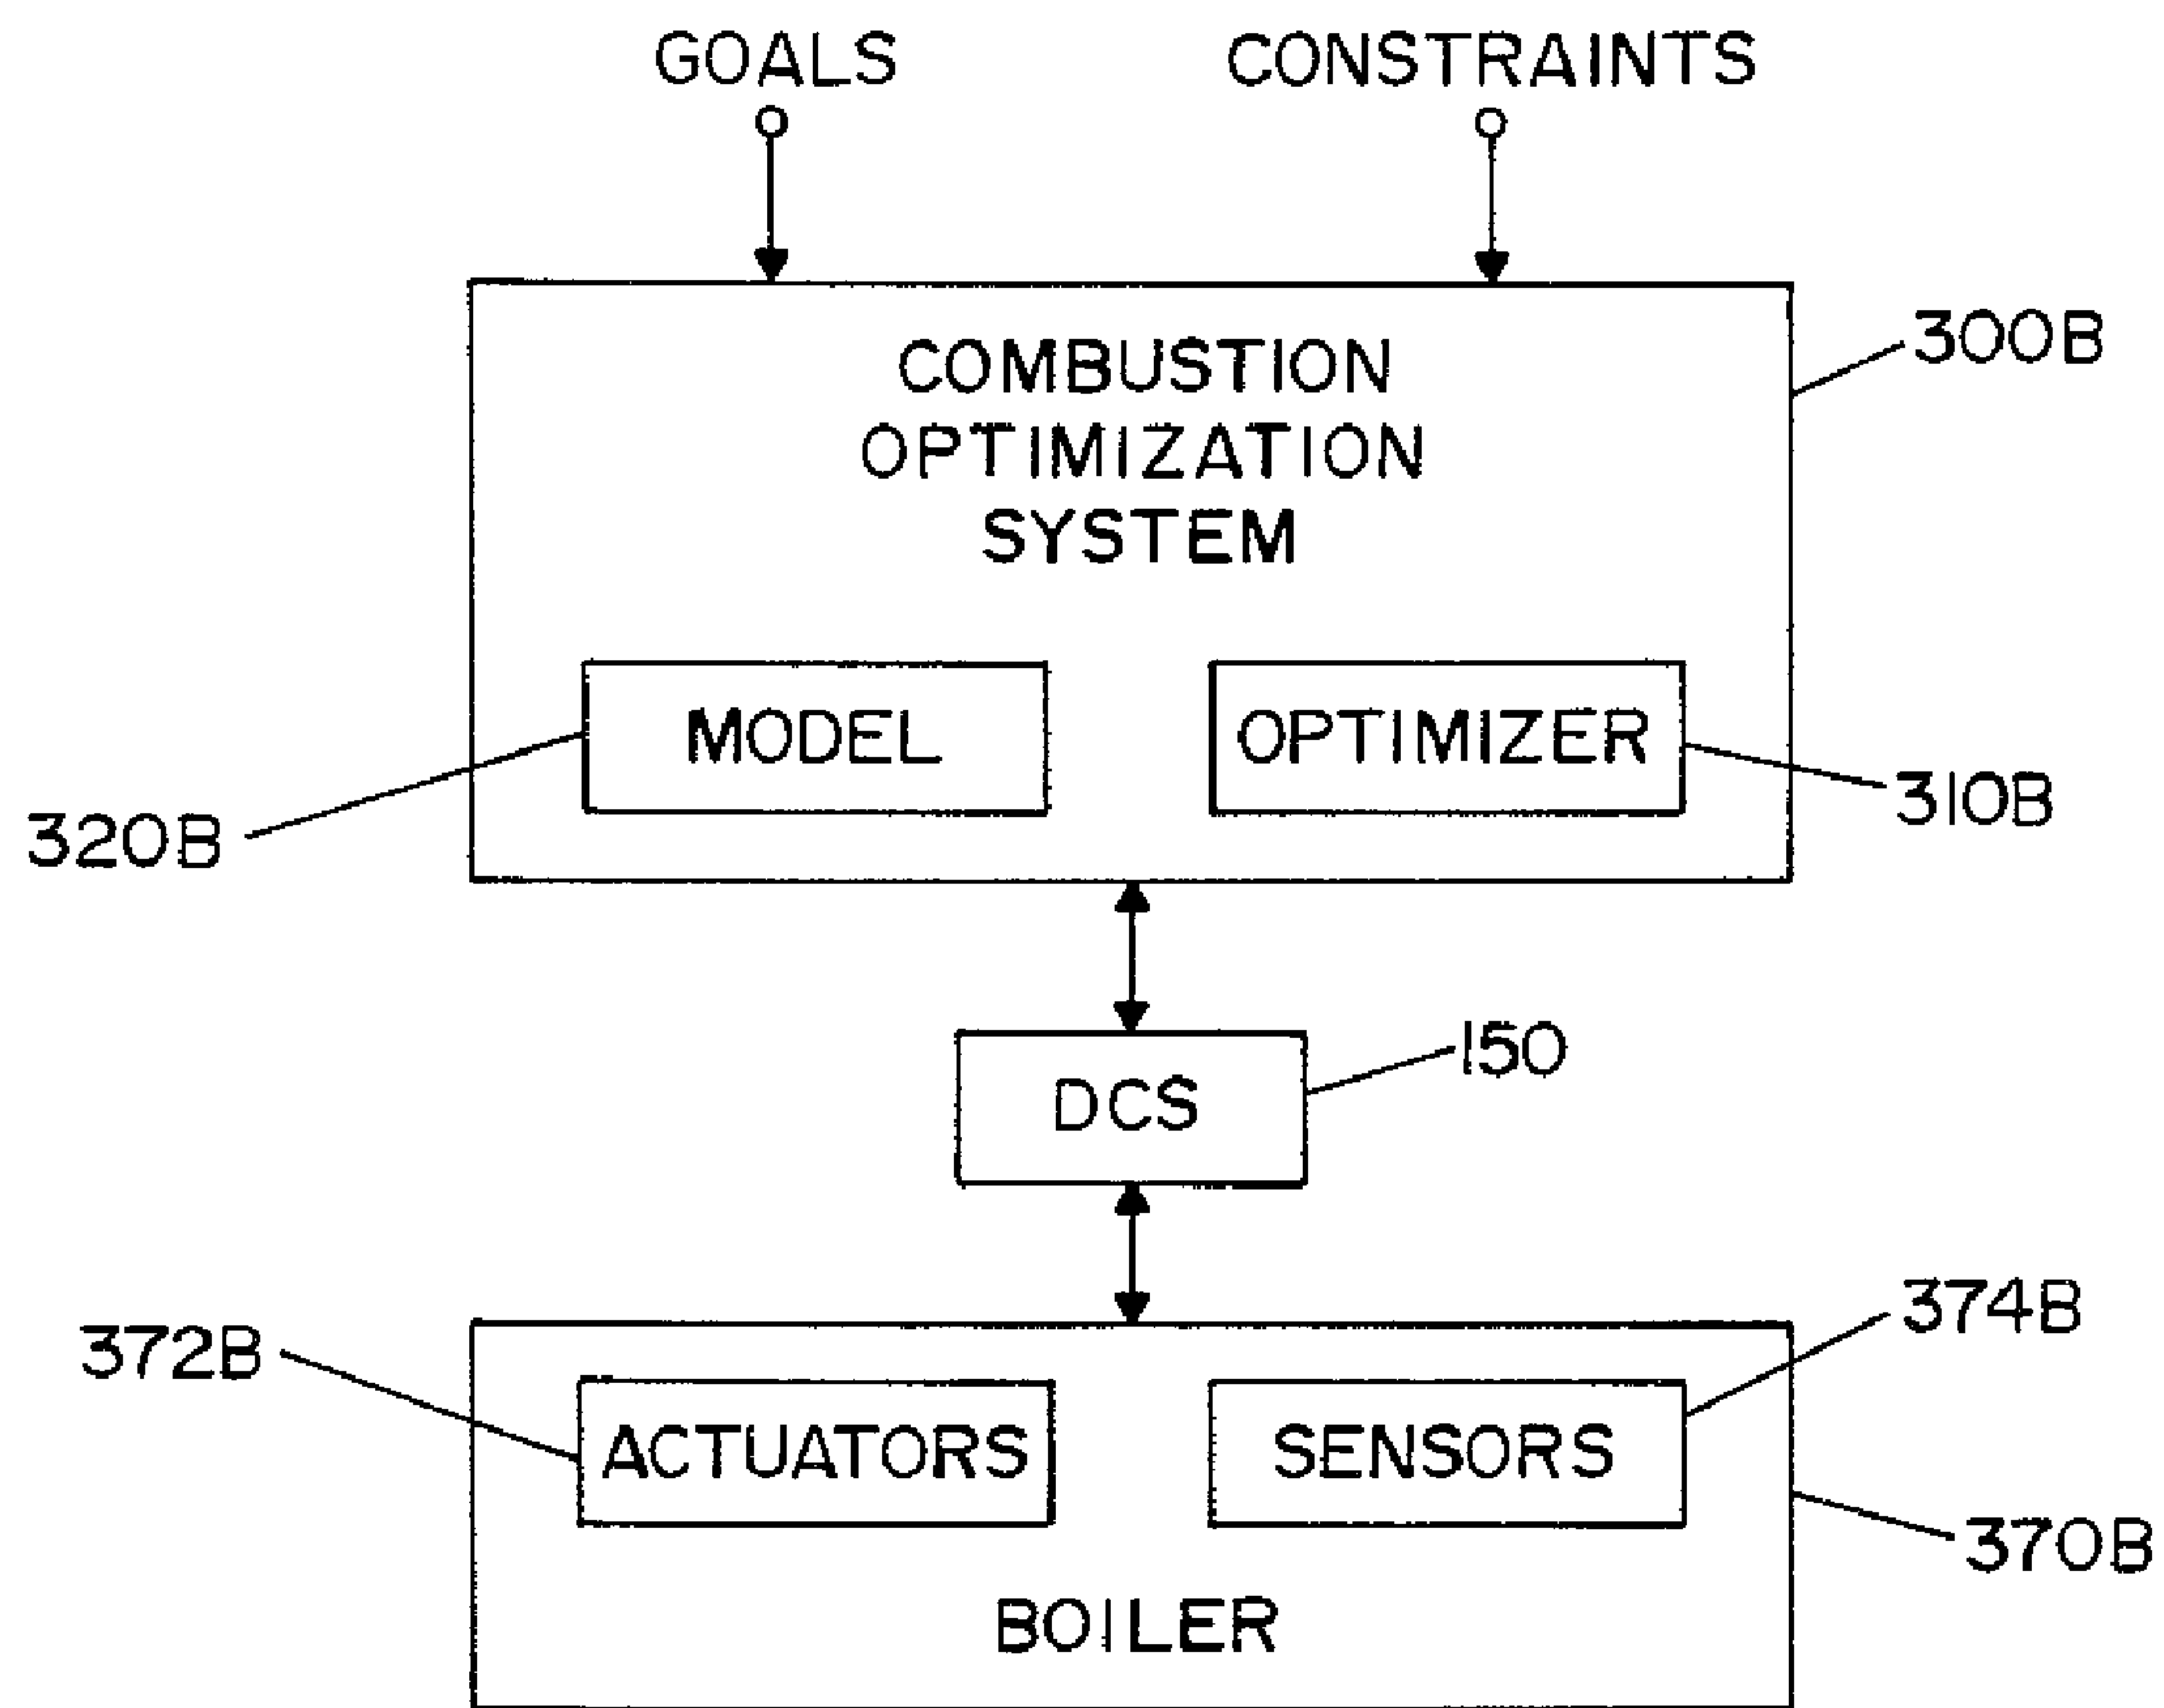 GOALS
CONSTRAINTS
300B
COMBUSTION
OPTIMIZATION
SYSTEM
MODEL
OPTIMIZER
320B
310B
150
DCS
372B
374B
ACTUATORS
SENSORS
370B
BOILER